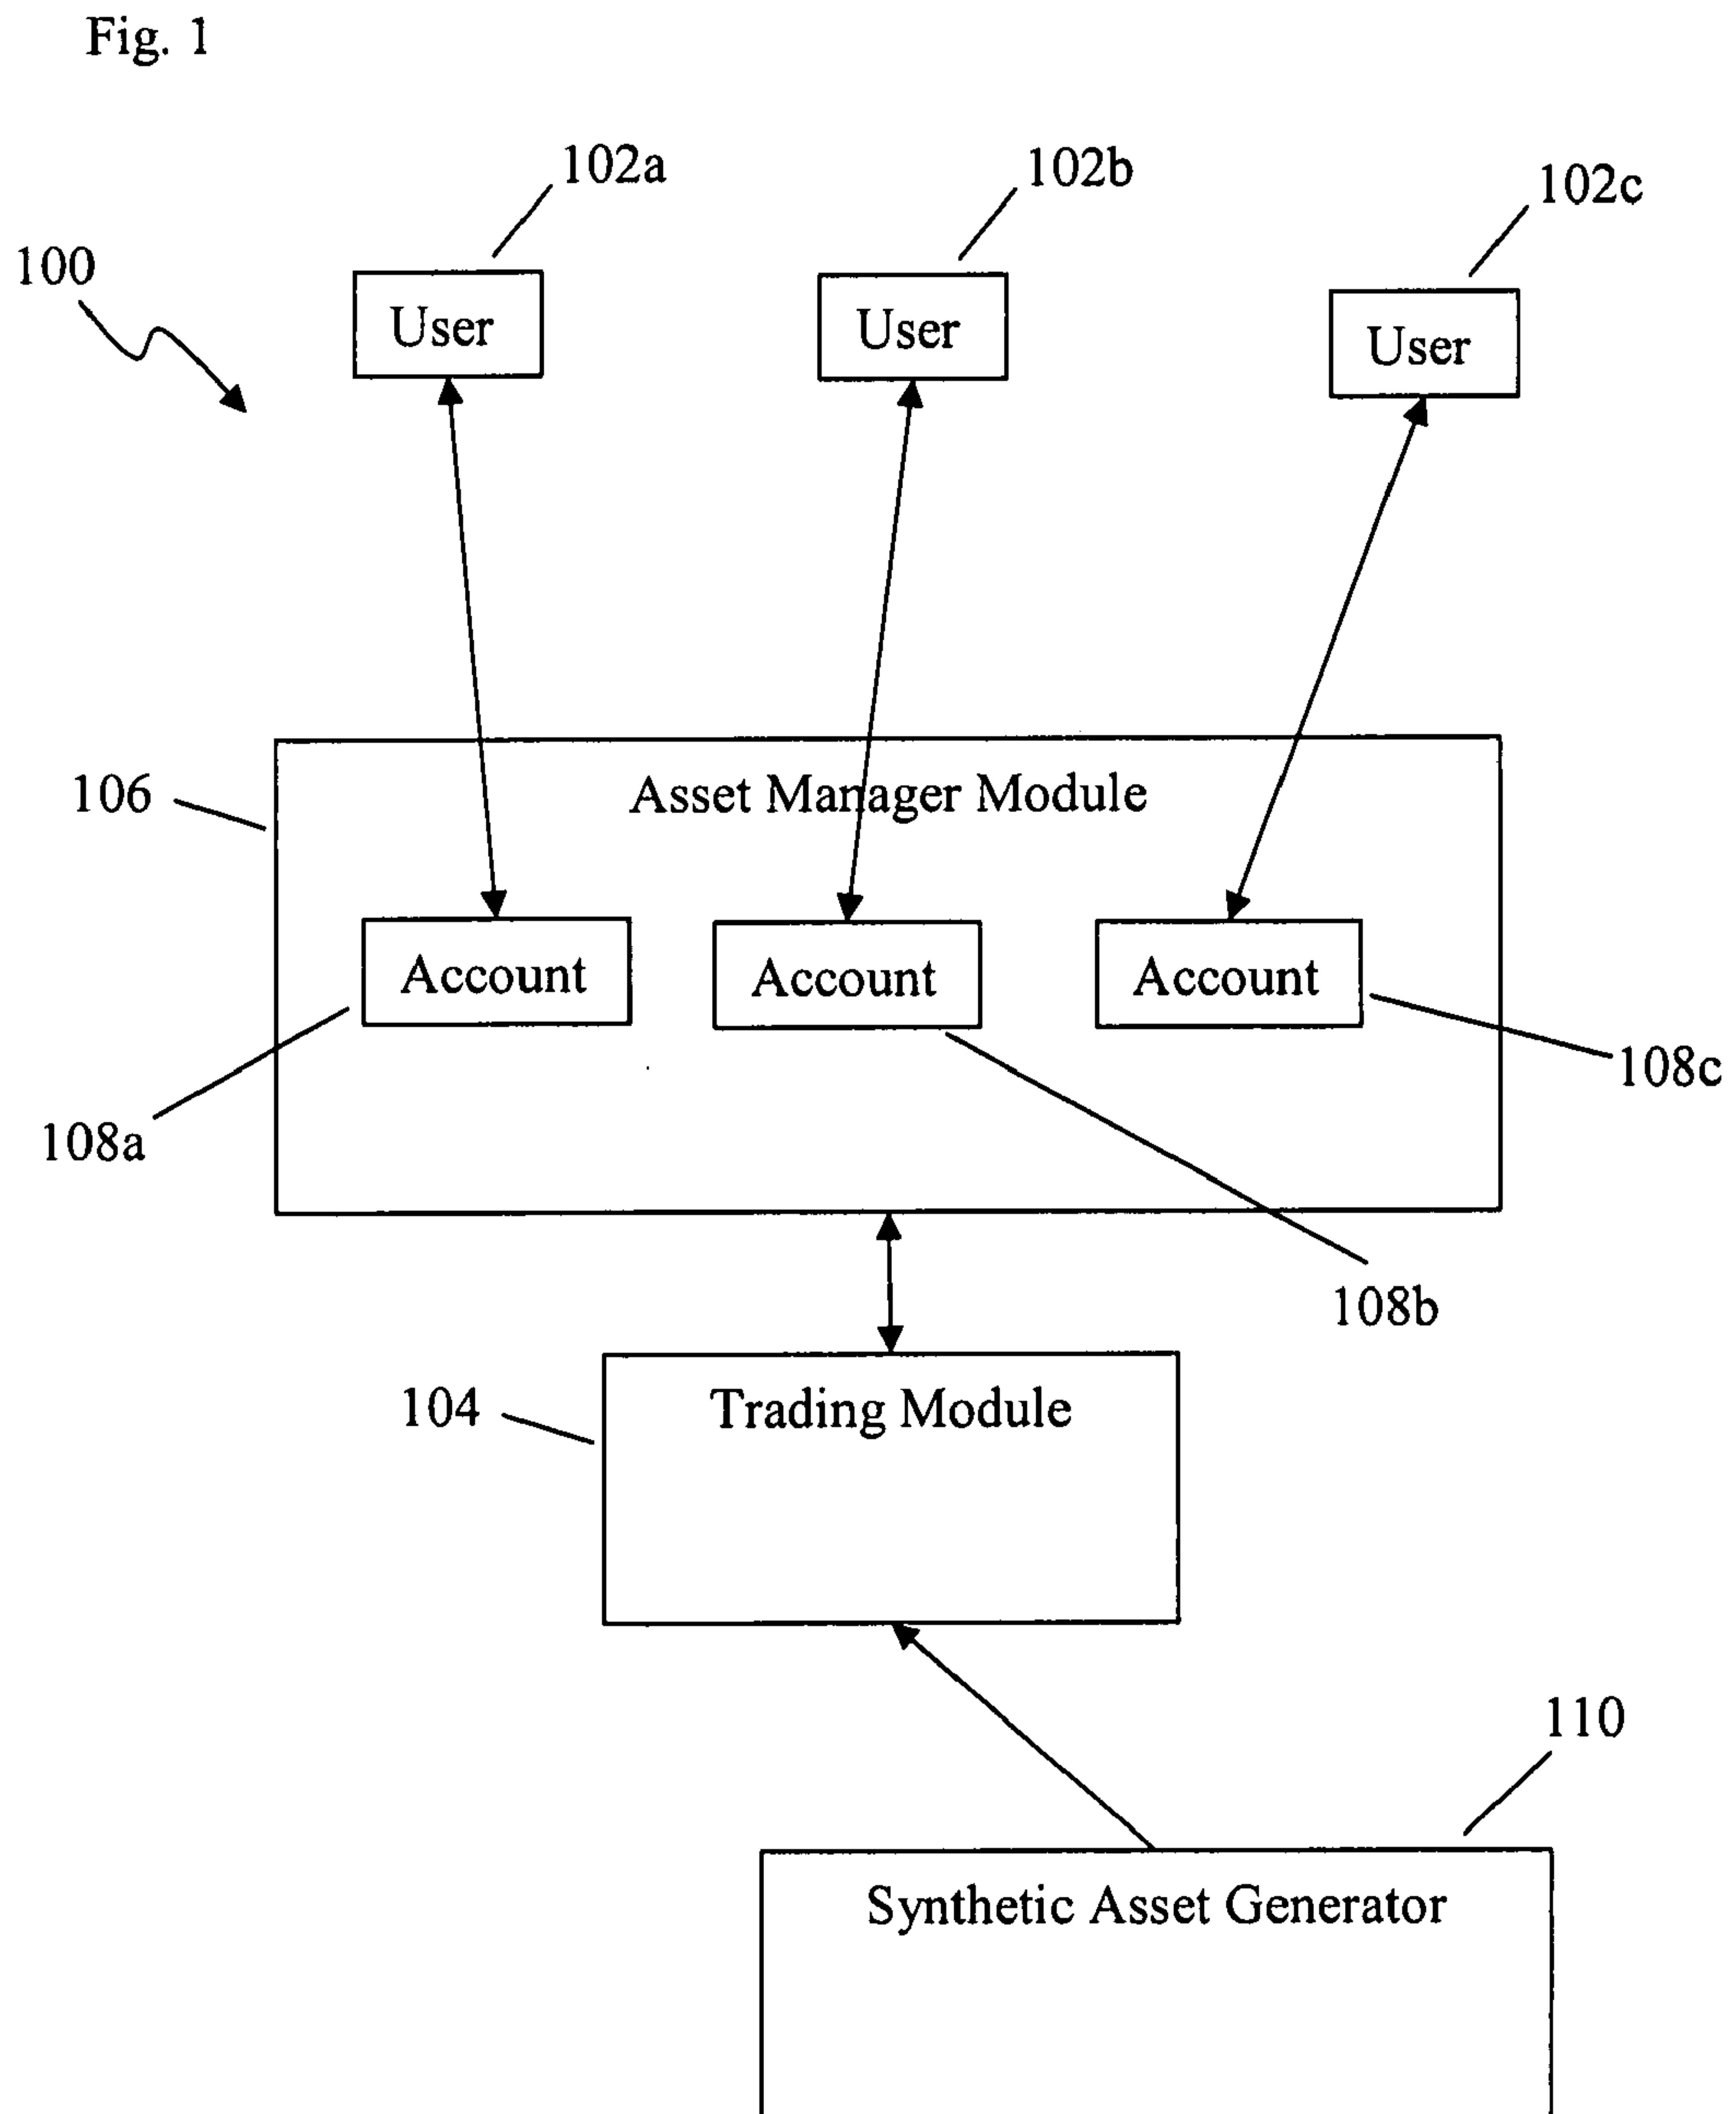 Fig. 1
102a
102b
102c
100
User
User
User
106
Asset Manager Module
Account
Account
Account
108c
108a
108b
104
Trading Module
110
Synthetic Asset Generator